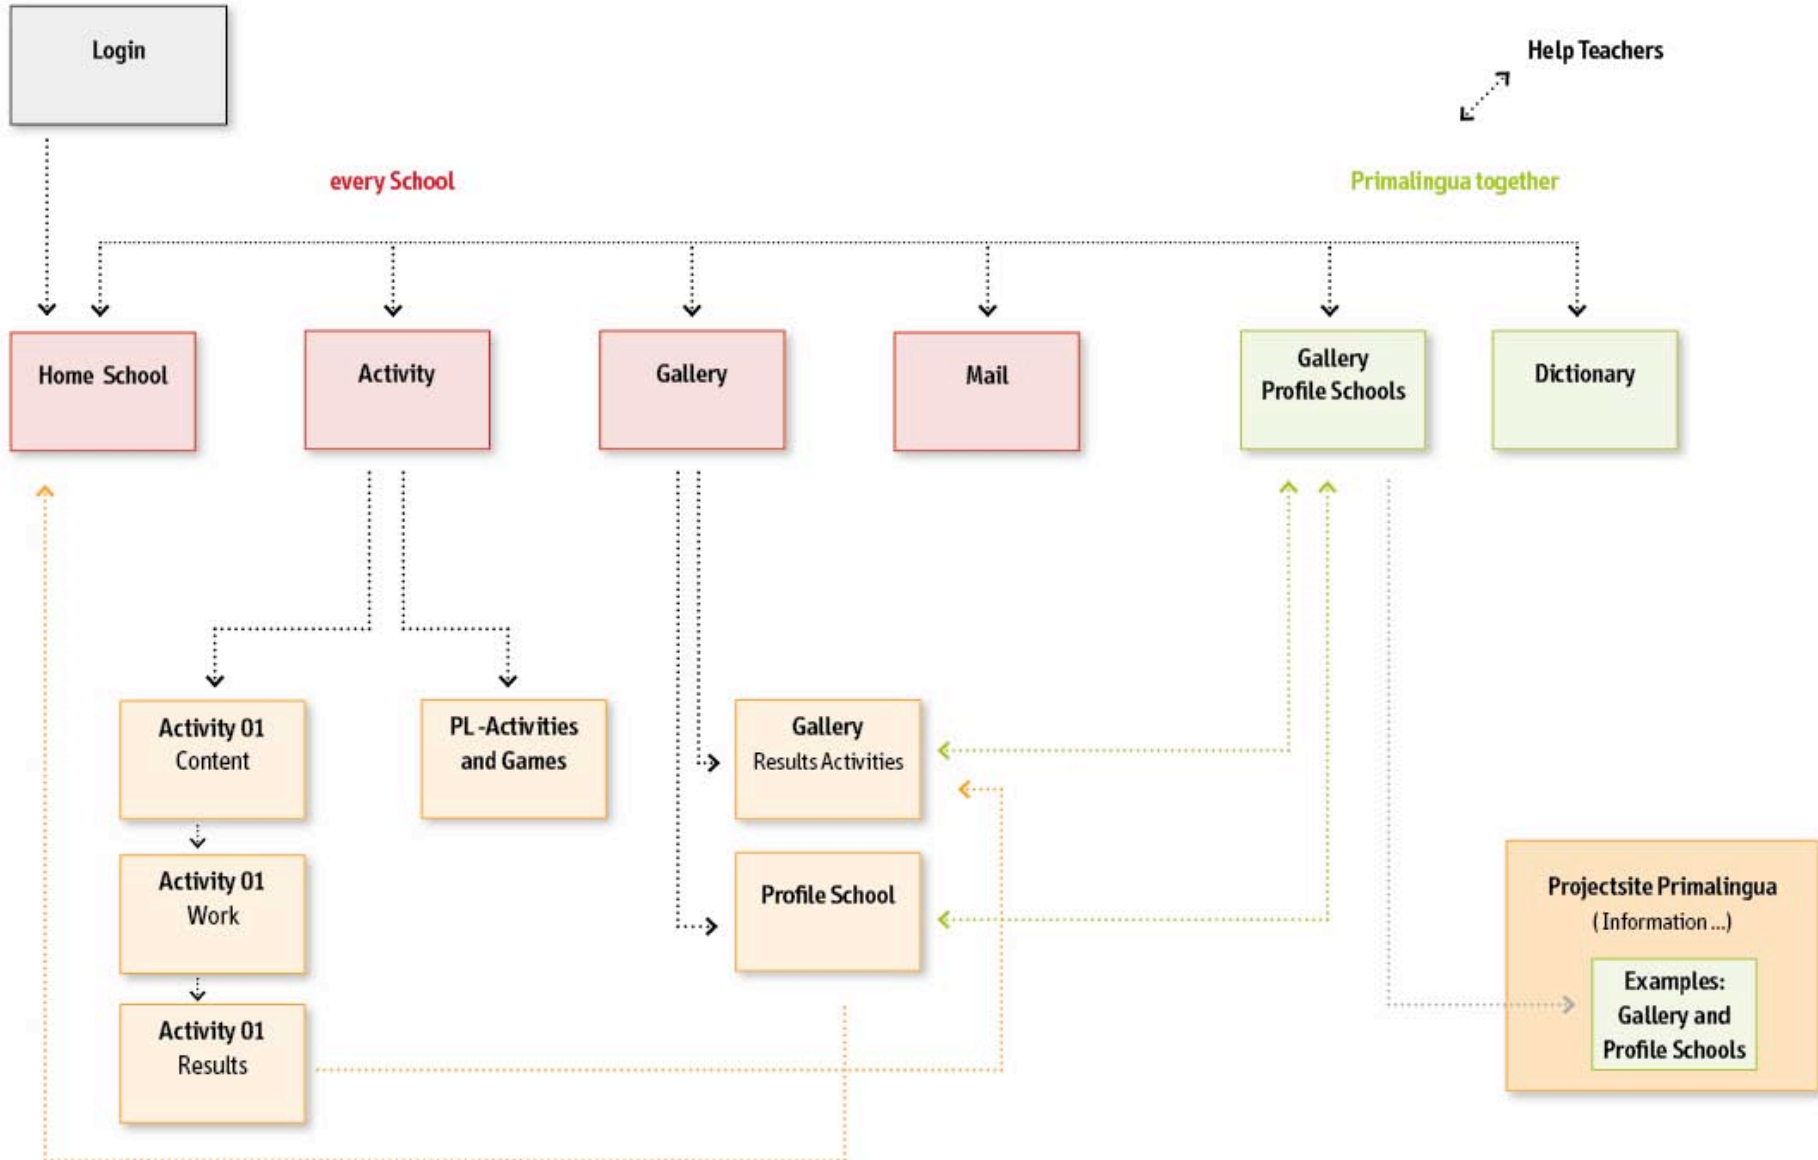 Login
Help Teachers
every School
Primalingua together
Home School
Activity
Gallery
Mail
Gallery
Profile Schools
Dictionary
Activity 01
Content
PL-Activities
and Games
Gallery
Results Activities
Activity 01
Work
Profile School
Projectsite Primalingua
( Information ...)
Examples:
Gallery and
Profile Schools
Activity 01
Results